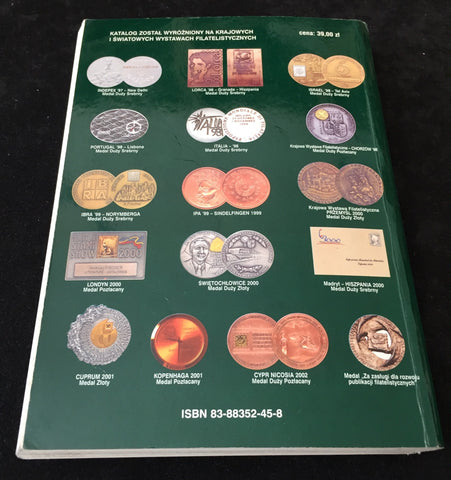 KATALOG ZOSTAŁ WYRÓŻNIONY NA KRAJOWYCH
I ŚWIATOWYCH WYSTAWACH FILATELISTYCZNYCH
cena: 39,00 zł
INDEPEX '97 - New Delhi
Medal Duży Srebrny
LORCA '98 - Granada - Hiszpania
Medal Duży Srebrny
ISRAEL '98 - Tel Aviv
Medal Duży Srebrny
PORTUGAL '98 - Lisbona
Medal Duży Srebrny
ITALIA - '98
Medal Duży Srebrny
Krajowa Wystawa Filatelistyczna - CHORZÓW '98
Medal Duży Pozłacany
IBRA '99 - NORYMBERGA
Medal Duży Srebrny
IPA '99 - SINDELFINGEN 1999
Krajowa Wystawa Filatelistyczna
PRZEMYŚL 2000
Medal Duży Złoty
2000
LONDYN 2000
Medal Pozłacany
ŚWIĘTOCHŁOWICE 2000
Medal Duży Złoty
Madryt - HISZPANIA 2000
Medal Duży Srebrny
CUPRUM 2001
Medal Złoty
KOPENHAGA 2001
Medal Pozłacany
CYPR NICOSIA 2002
Medal Duży Pozłacany
Medal „Za zasługi dla rozwoju
publikacji filatelistycznych"
ISBN 83-88352-45-8